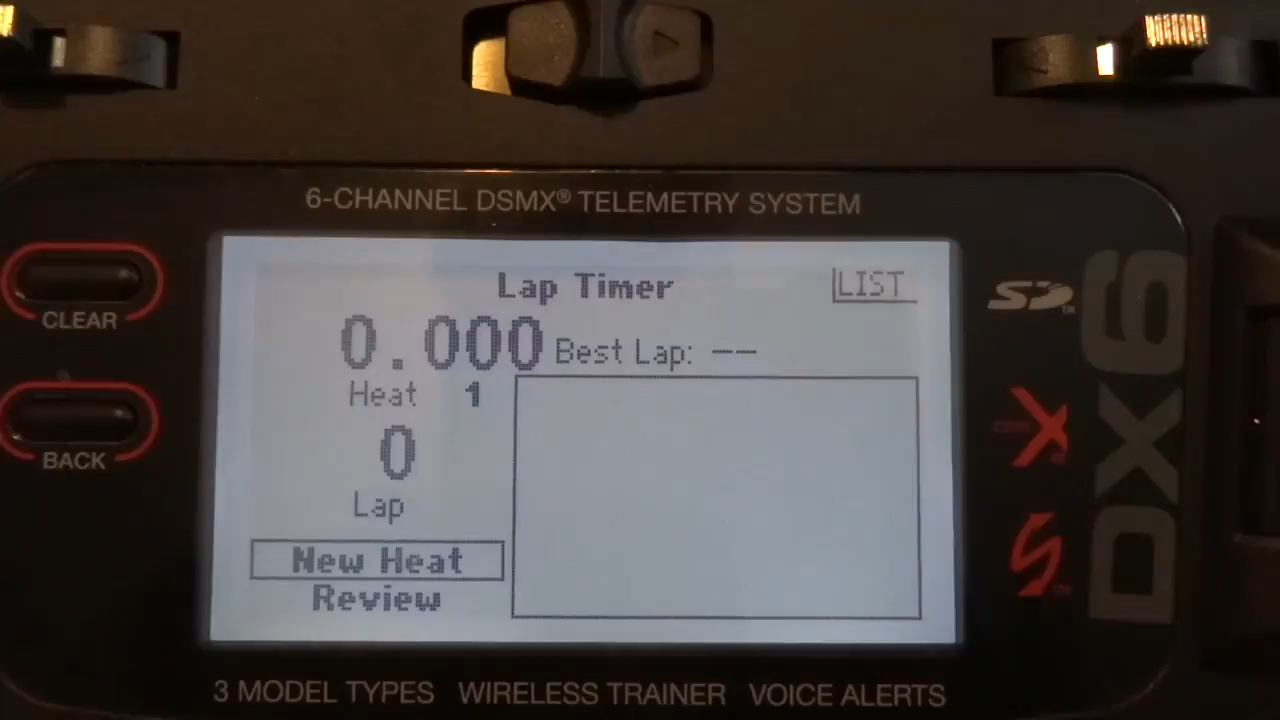 6-CHANNEL DSMX® TELEMETRY SYSTEM
Lap Timer
LIST
0.000
Best Lap: --
Heat 1
0
Lap
New Heat
Review
CLEAR
BACK
SD
DX6
3 MODEL TYPES WIRELESS TRAINER VOICE ALERTS